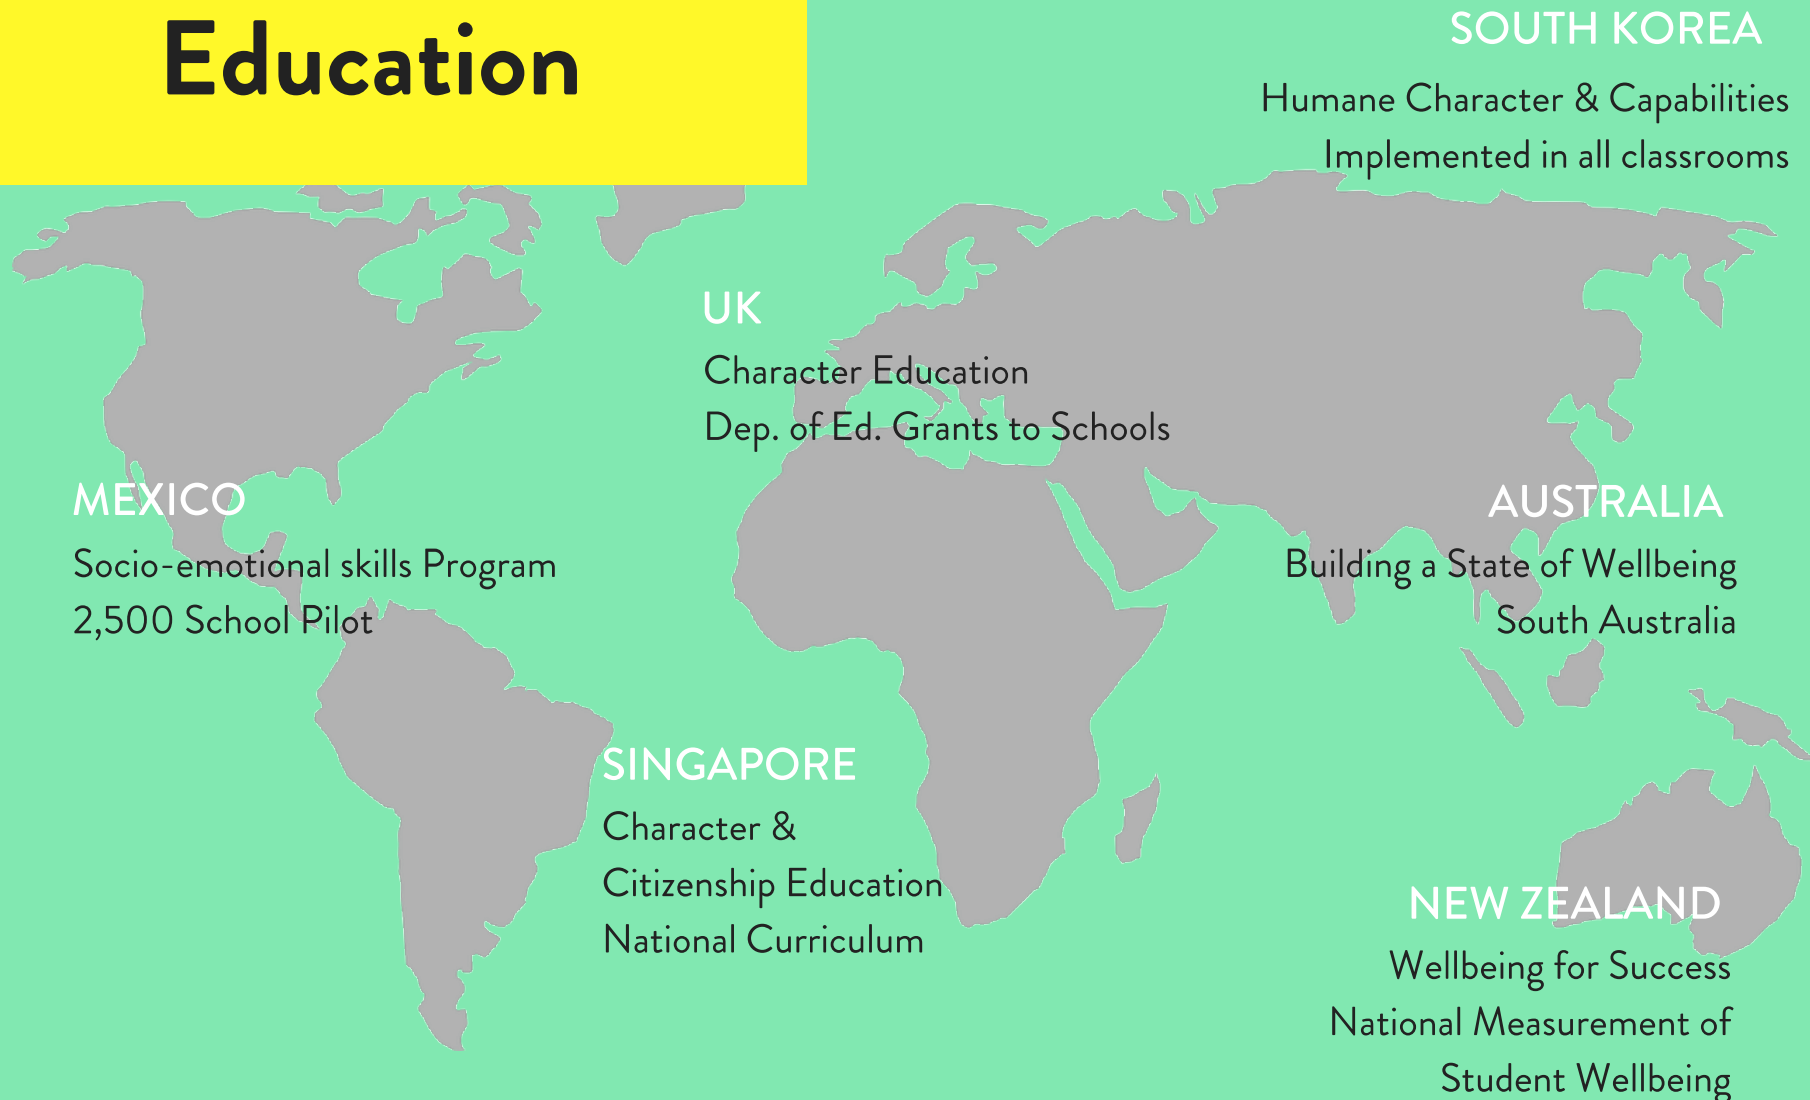 Education
SOUTH KOREA
Humane Character & Capabilities
Implemented in all classrooms
UK
Character Education
Dep. of Ed. Grants to Schools
MEXICO
Socio-emotional skills Program
2,500 School Pilot
AUSTRALIA
Building a State of Wellbeing
South Australia
SINGAPORE
Character &
Citizenship Education
National Curriculum
NEW ZEALAND
Wellbeing for Success
National Measurement of
Student Wellbeing